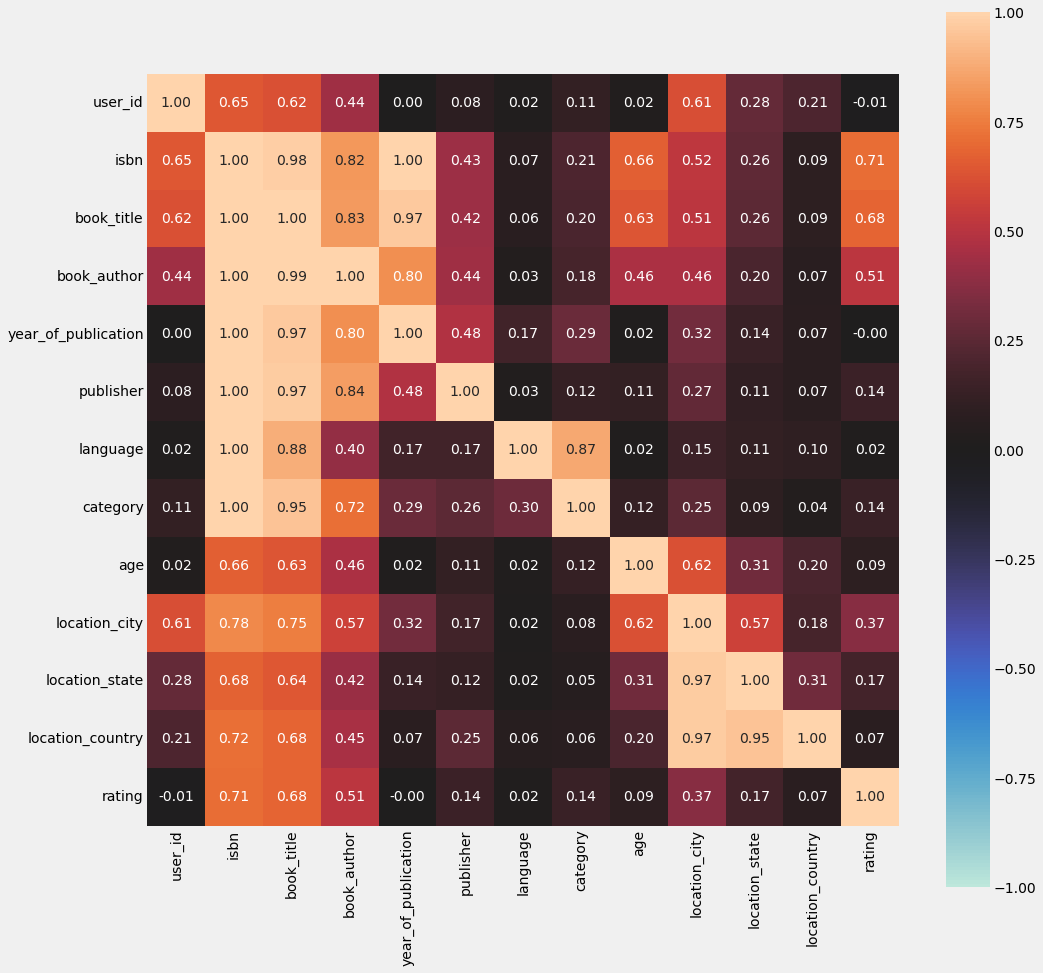 user_id 1.00 0.65 0.62 0.44 0.00 0.08 0.02 0.11 0.02 0.61 0.28 0.21 -0.01
isbn 0.65 1.00 0.98 0.82 1.00 0.43 0.07 0.21 0.66 0.52 0.26 0.09 0.71
book_title 0.62 1.00 1.00 0.83 0.97 0.42 0.06 0.20 0.63 0.51 0.26 0.09 0.68
book_author 0.44 1.00 0.99 1.00 0.80 0.44 0.03 0.18 0.46 0.46 0.20 0.07 0.51
year_of_publication 0.00 1.00 0.97 0.80 1.00 0.48 0.17 0.29 0.02 0.32 0.14 0.07 -0.00
publisher 0.08 1.00 0.97 0.84 0.48 1.00 0.03 0.12 0.11 0.27 0.11 0.07 0.14
language 0.02 1.00 0.88 0.40 0.17 0.17 1.00 0.87 0.02 0.15 0.11 0.10 0.02
category 0.11 1.00 0.95 0.72 0.29 0.26 0.30 1.00 0.12 0.25 0.09 0.04 0.14
age 0.02 0.66 0.63 0.46 0.02 0.11 0.02 0.12 1.00 0.62 0.31 0.20 0.09
location_city 0.61 0.78 0.75 0.57 0.32 0.17 0.02 0.08 0.62 1.00 0.57 0.18 0.37
location_state 0.28 0.68 0.64 0.42 0.14 0.12 0.02 0.05 0.31 0.97 1.00 0.31 0.17
location_country 0.21 0.72 0.68 0.45 0.07 0.25 0.06 0.06 0.20 0.97 0.95 1.00 0.07
rating -0.01 0.71 0.68 0.51 -0.00 0.14 0.02 0.14 0.09 0.37 0.17 0.07 1.00
user_id
isbn
book_title
book_author
year_of_publication
publisher
language
category
age
location_city
location_state
location_country
rating
1.00
0.75
0.50
0.25
0.00
−0.25
−0.50
−0.75
−1.00